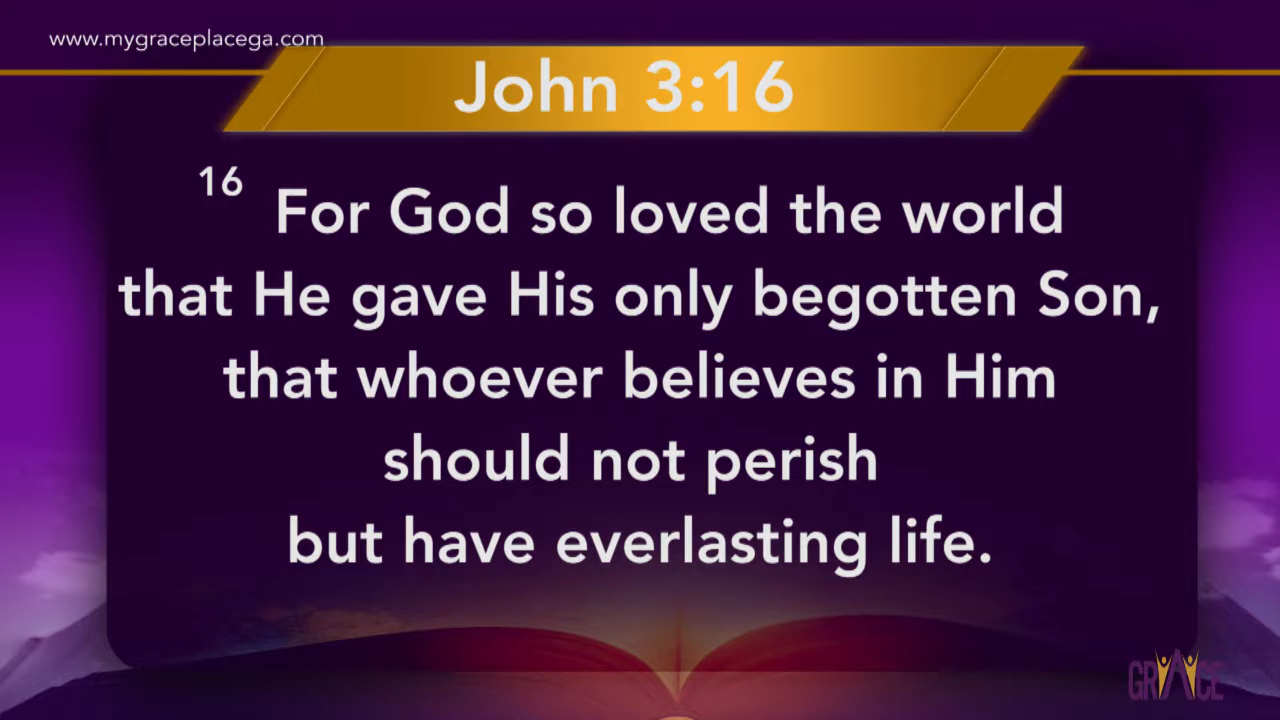 www.mygraceplacega.com
John 3:16
16 For God so loved the world
that He gave His only begotten Son,
that whoever believes in Him
should not perish
but have everlasting life.
GRACE